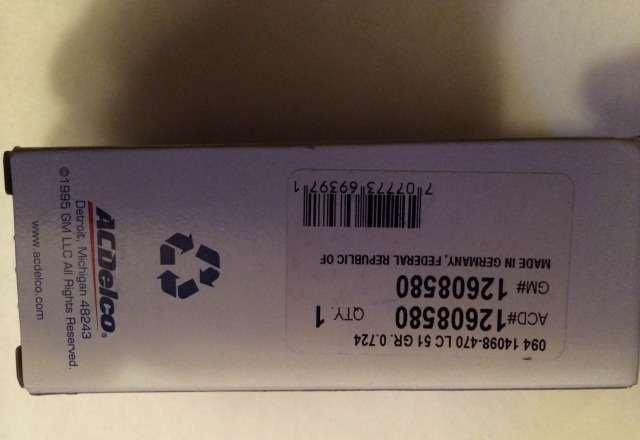 094 14098-470 LC 51 GR. 0.724
ACD# 12608580 QTY. 1
GM# 12608580
MADE IN GERMANY, FEDERAL REPUBLIC OF
7 07773 69397 1
ACDelco®
Detroit, Michigan 48243
©1995 GM LLC All Rights Reserved.
www.acdelco.com